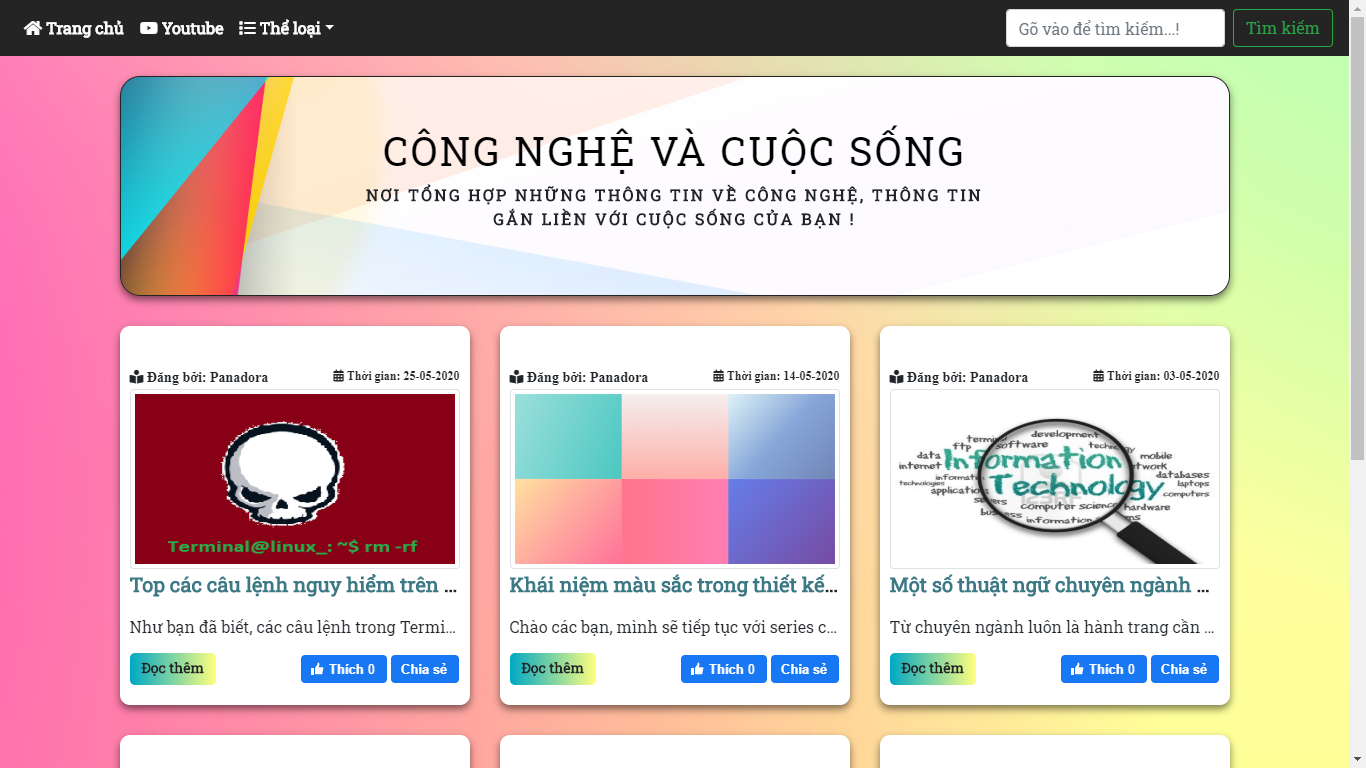 Trang chủ Youtube Thể loại Gõ vào để tìm kiếm...! Tìm kiếm
CÔNG NGHỆ VÀ CUỘC SỐNG
NƠI TỔNG HỢP NHỮNG THÔNG TIN VỀ CÔNG NGHỆ, THÔNG TIN
GẮN LIỀN VỚI CUỘC SỐNG CỦA BẠN !
Đăng bởi: Panadora Thời gian: 25-05-2020
Terminal@linux_: ~$ rm -rf
Top các câu lệnh nguy hiểm trên ...
Như bạn đã biết, các câu lệnh trong Termi...
Đọc thêm Thích 0 Chia sẻ
Đăng bởi: Panadora Thời gian: 14-05-2020
Khái niệm màu sắc trong thiết kế...
Chào các bạn, mình sẽ tiếp tục với series c...
Đọc thêm Thích 0 Chia sẻ
Đăng bởi: Panadora Thời gian: 03-05-2020
development
software
ftp
technology
data
mobile
internet
Information
databases
laptops
technologies
Technology
computers
computer science
hardware
Một số thuật ngữ chuyên ngành ...
Từ chuyên ngành luôn là hành trang cần ...
Đọc thêm Thích 0 Chia sẻ